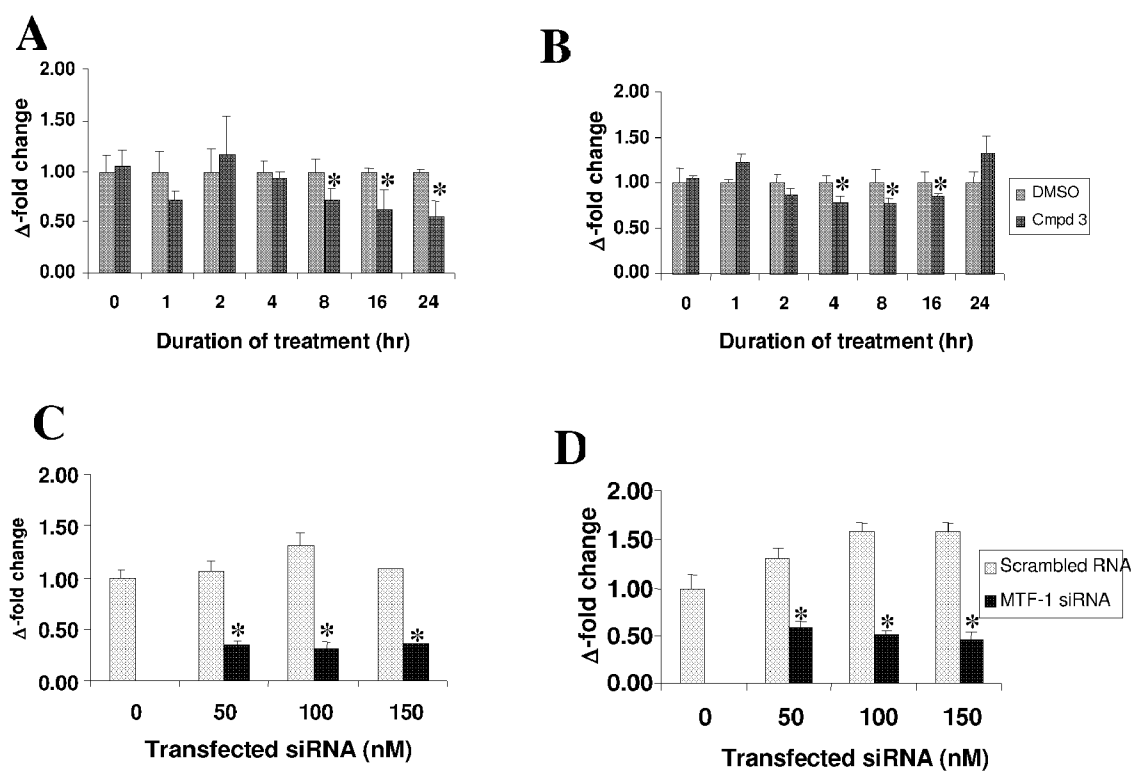 A
2.00
1.50
1.00
0.50
0.00
Δ-fold change
* * *
0 1 2 4 8 16 24
Duration of treatment (hr)
B
2.00
1.50
1.00
0.50
0.00
Δ-fold change
* * *
0 1 2 4 8 16 24
Duration of treatment (hr)
DMSO
Cmpd 3
C
2.00
1.50
1.00
0.50
0.00
Δ-fold change
* * *
0 50 100 150
Transfected siRNA (nM)
D
2.00
1.50
1.00
0.50
0.00
Δ-fold change
* * *
0 50 100 150
Transfected siRNA (nM)
Scrambled RNA
MTF-1 siRNA